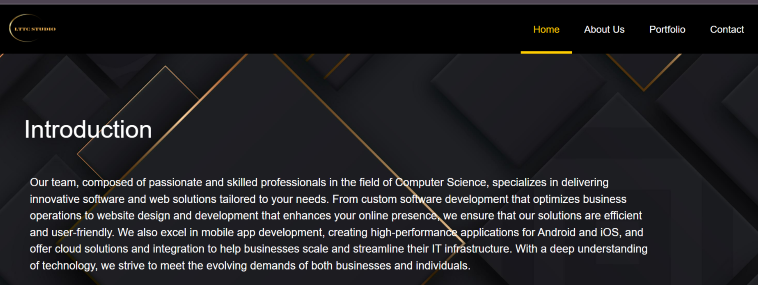 LTTC STUDIO
Home About Us Portfolio Contact
Introduction
Our team, composed of passionate and skilled professionals in the field of Computer Science, specializes in delivering
innovative software and web solutions tailored to your needs. From custom software development that optimizes business
operations to website design and development that enhances your online presence, we ensure that our solutions are efficient
and user-friendly. We also excel in mobile app development, creating high-performance applications for Android and iOS, and
offer cloud solutions and integration to help businesses scale and streamline their IT infrastructure. With a deep understanding
of technology, we strive to meet the evolving demands of both businesses and individuals.